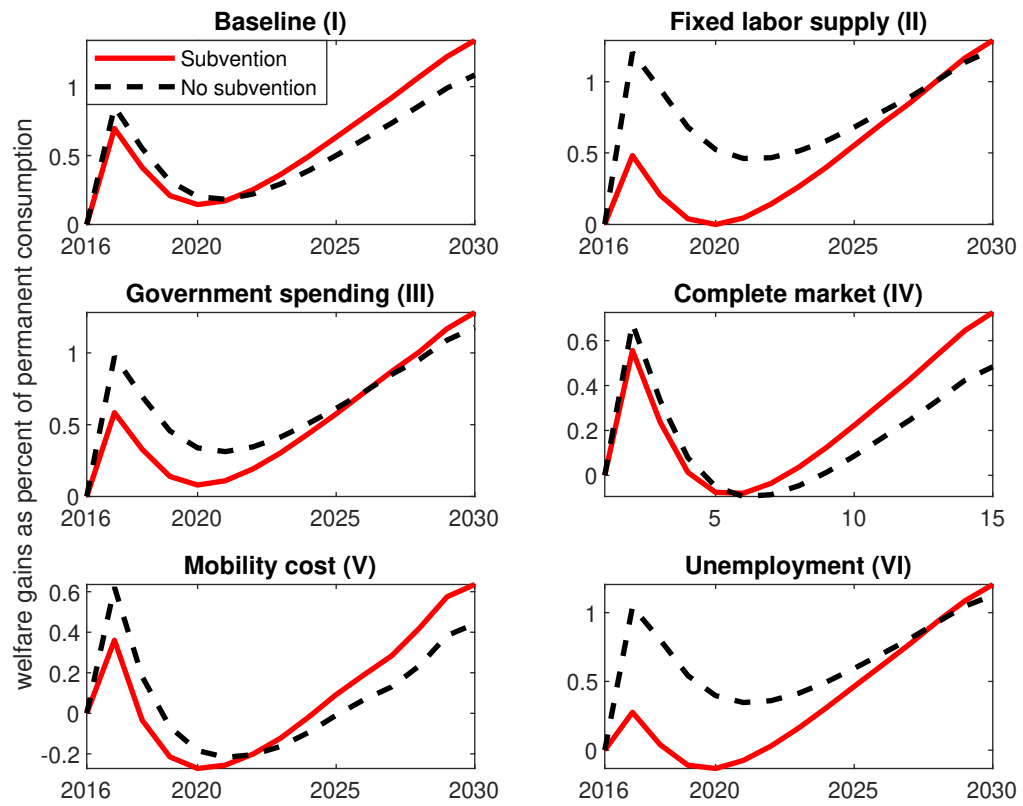 welfare gains as percent of permanent consumption
Baseline (I)
Subvention
No subvention
1
0.5
0
2016 2020 2025 2030
Fixed labor supply (II)
1
0.5
0
2016 2020 2025 2030
Government spending (III)
1
0.5
0
2016 2020 2025 2030
Complete market (IV)
0.6
0.4
0.2
0
5 10 15
Mobility cost (V)
0.6
0.4
0.2
0
-0.2
2016 2020 2025 2030
Unemployment (VI)
1
0.5
0
2016 2020 2025 2030